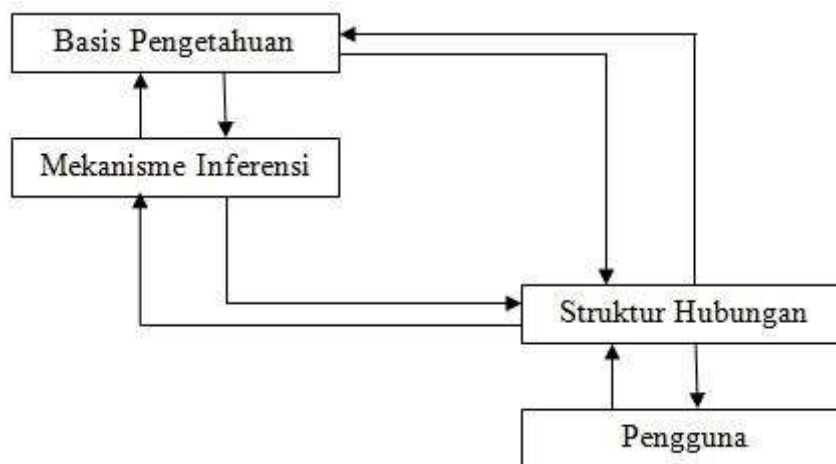 Basis Pengetahuan
Mekanisme Inferensi
Struktur Hubungan
Pengguna